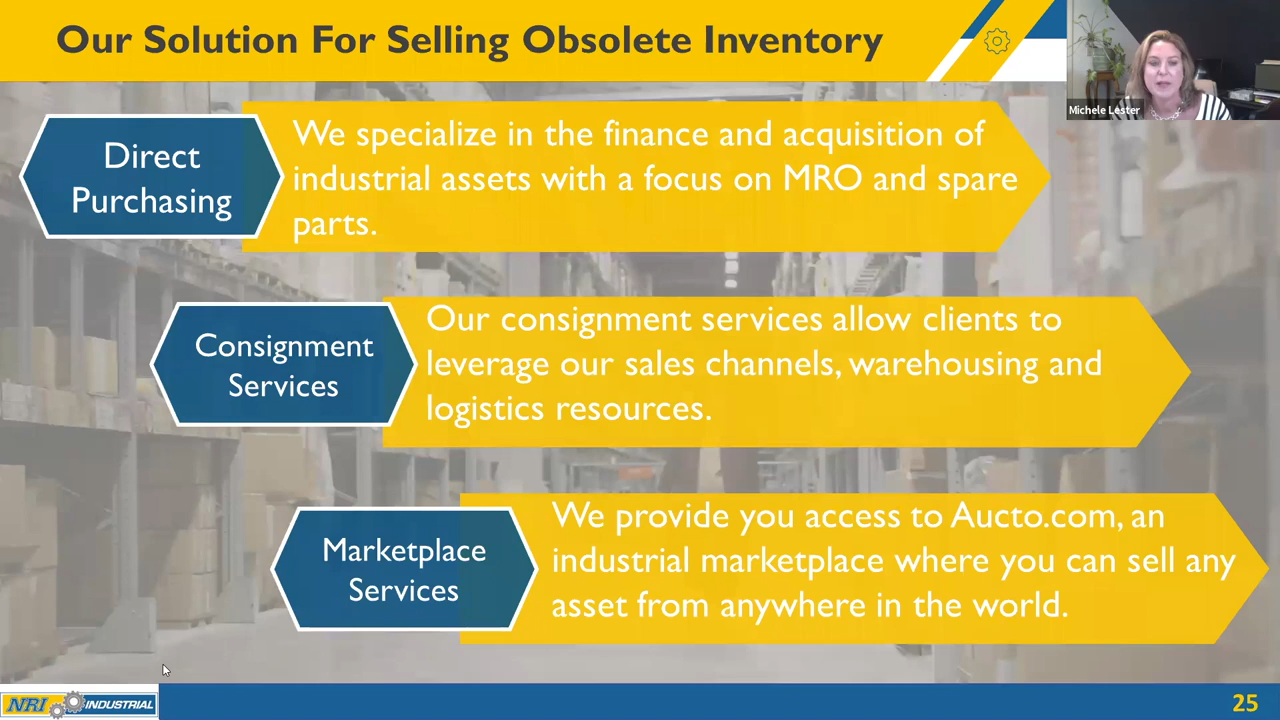 Our Solution For Selling Obsolete Inventory
Michele Lester
Direct
Purchasing
We specialize in the finance and acquisition of
industrial assets with a focus on MRO and spare
parts.
Consignment
Services
Our consignment services allow clients to
leverage our sales channels, warehousing and
logistics resources.
Marketplace
Services
We provide you access to Aucto.com, an
industrial marketplace where you can sell any
asset from anywhere in the world.
NRI INDUSTRIAL
25